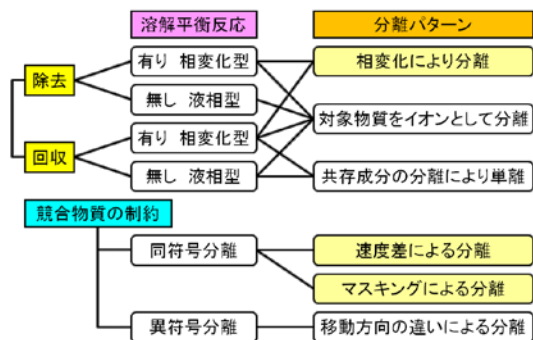 溶解平衡反応 分離パターン
除去 有り 相変化型 相変化により分離
無し 液相型
対象物質をイオンとして分離
回収 有り 相変化型
無し 液相型 共存成分の分離により単離
競合物質の制約
同符号分離 速度差による分離
マスキングによる分離
異符号分離 移動方向の違いによる分離